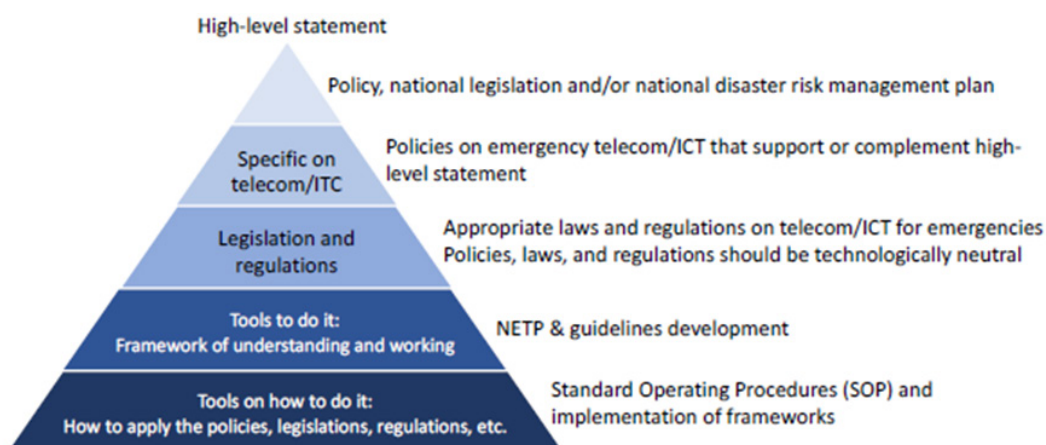 High-level statement
Policy, national legislation and/or national disaster risk management plan
Specific on
telecom/ITC
Policies on emergency telecom/ICT that support or complement high-
level statement
Legislation and
regulations
Appropriate laws and regulations on telecom/ICT for emergencies
Policies, laws, and regulations should be technologically neutral
Tools to do it:
Framework of understanding and working
NETP & guidelines development
Tools on how to do it:
How to apply the policies, legislations, regulations, etc.
Standard Operating Procedures (SOP) and
implementation of frameworks